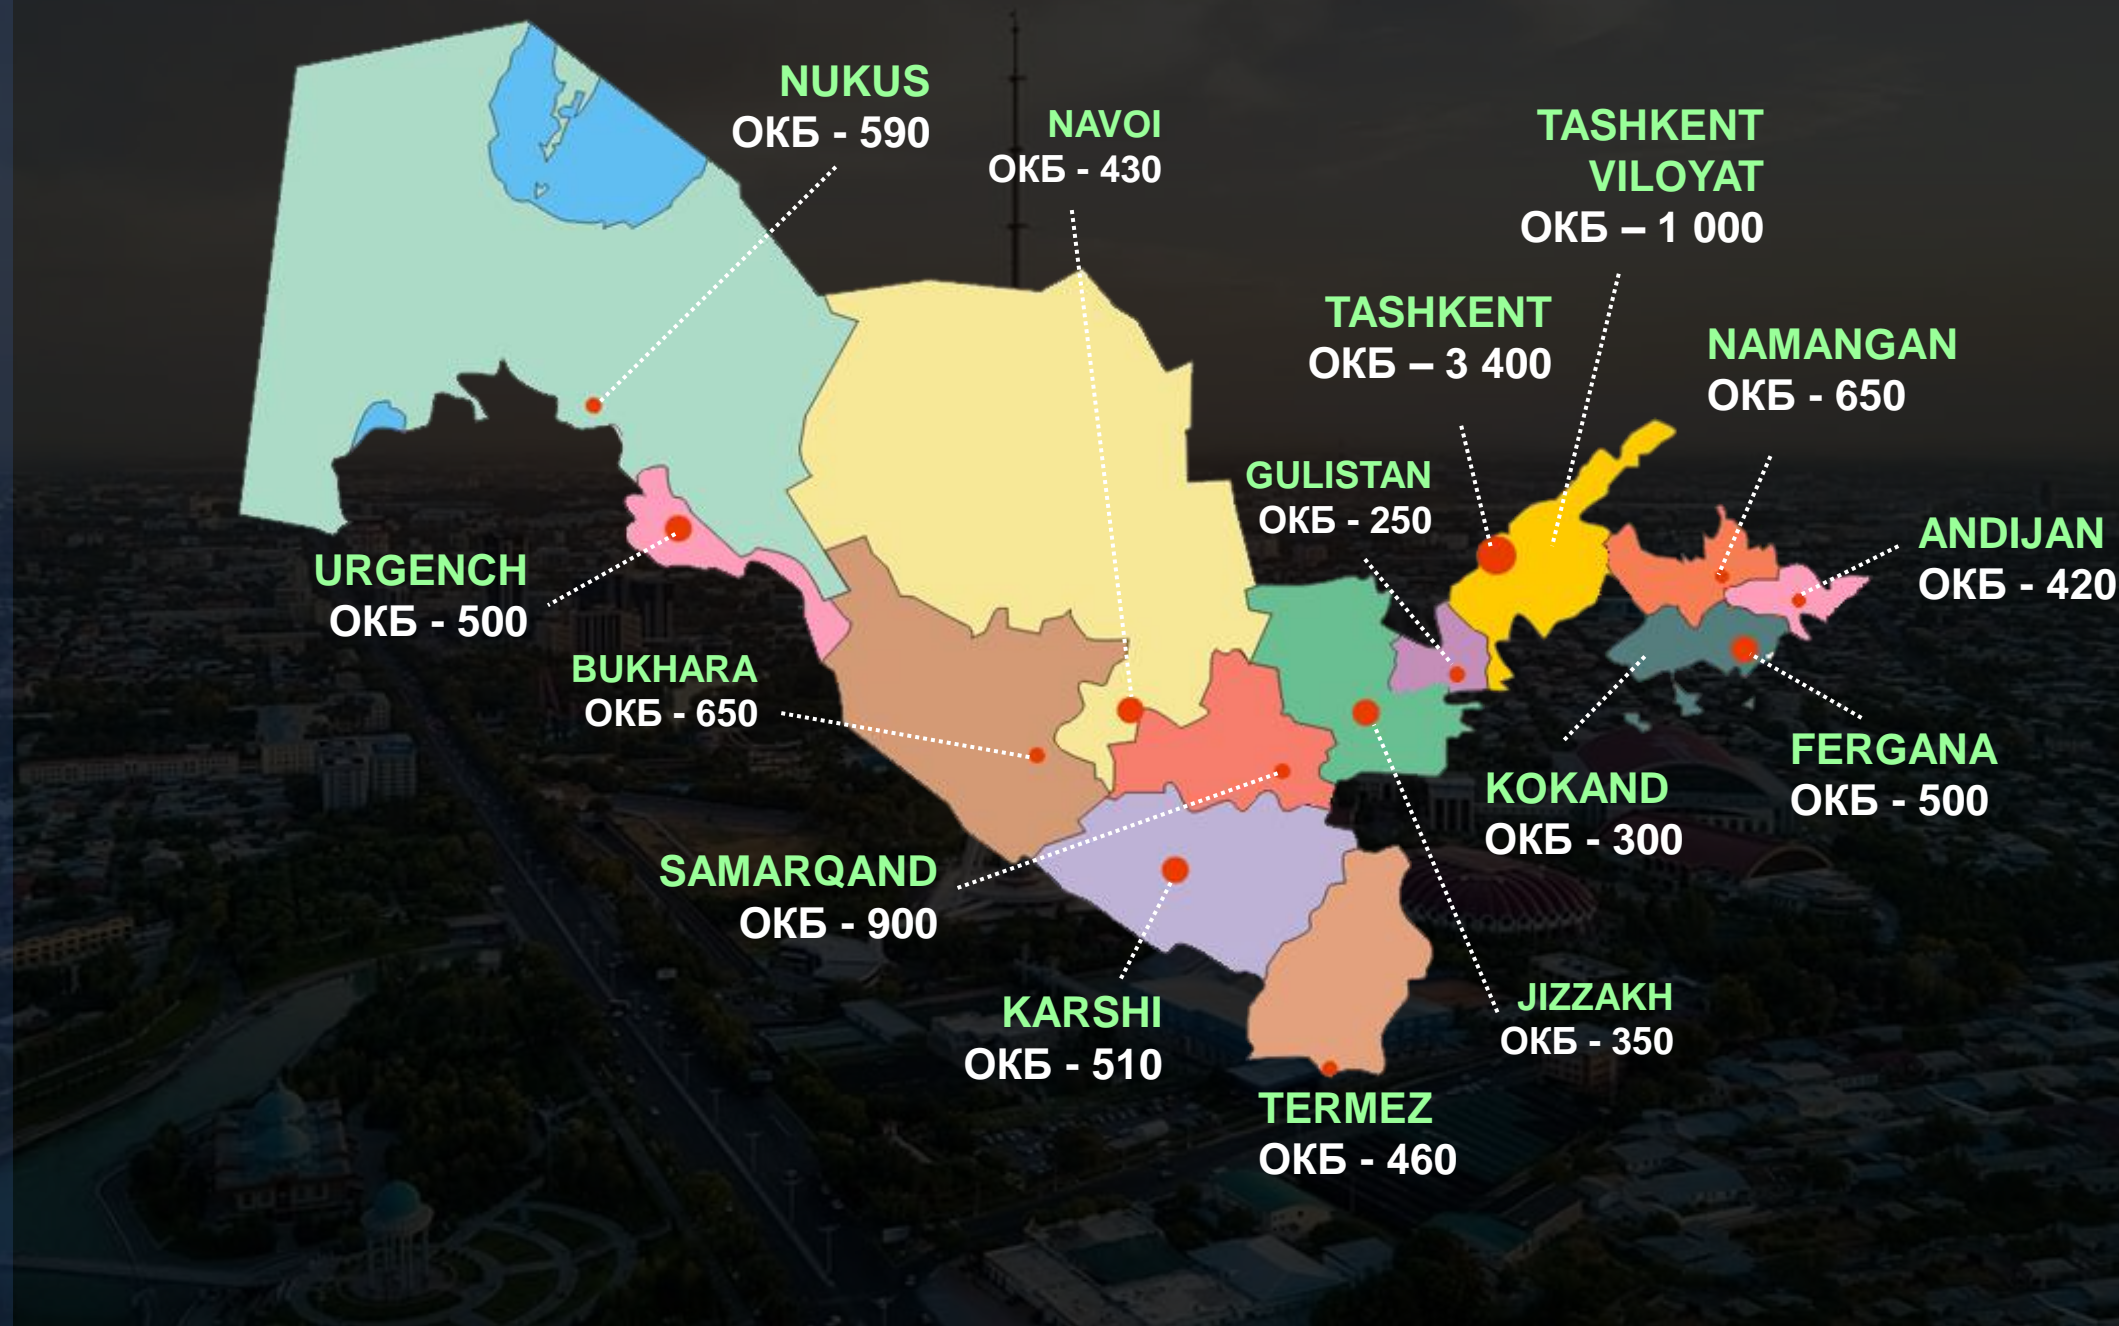 NUKUS
ОКБ - 590
NAVOI
ОКБ - 430
TASHKENT
VILOYAT
ОКБ – 1 000
TASHKENT
ОКБ – 3 400
NAMANGAN
ОКБ - 650
GULISTAN
ОКБ - 250
ANDIJAN
ОКБ - 420
URGENCH
ОКБ - 500
BUKHARA
ОКБ - 650
FERGANA
ОКБ - 500
KOKAND
ОКБ - 300
SAMARQAND
ОКБ - 900
KARSHI
ОКБ - 510
JIZZAKH
ОКБ - 350
TERMEZ
ОКБ - 460